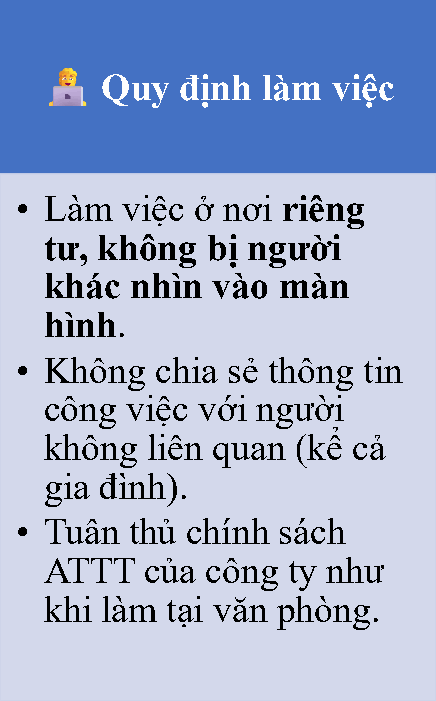 🧑‍💻 Quy định làm việc
• Làm việc ở nơi riêng
tư, không bị người
khác nhìn vào màn
hình.
• Không chia sẻ thông tin
công việc với người
không liên quan (kể cả
gia đình).
• Tuân thủ chính sách
ATTT của công ty như
khi làm tại văn phòng.